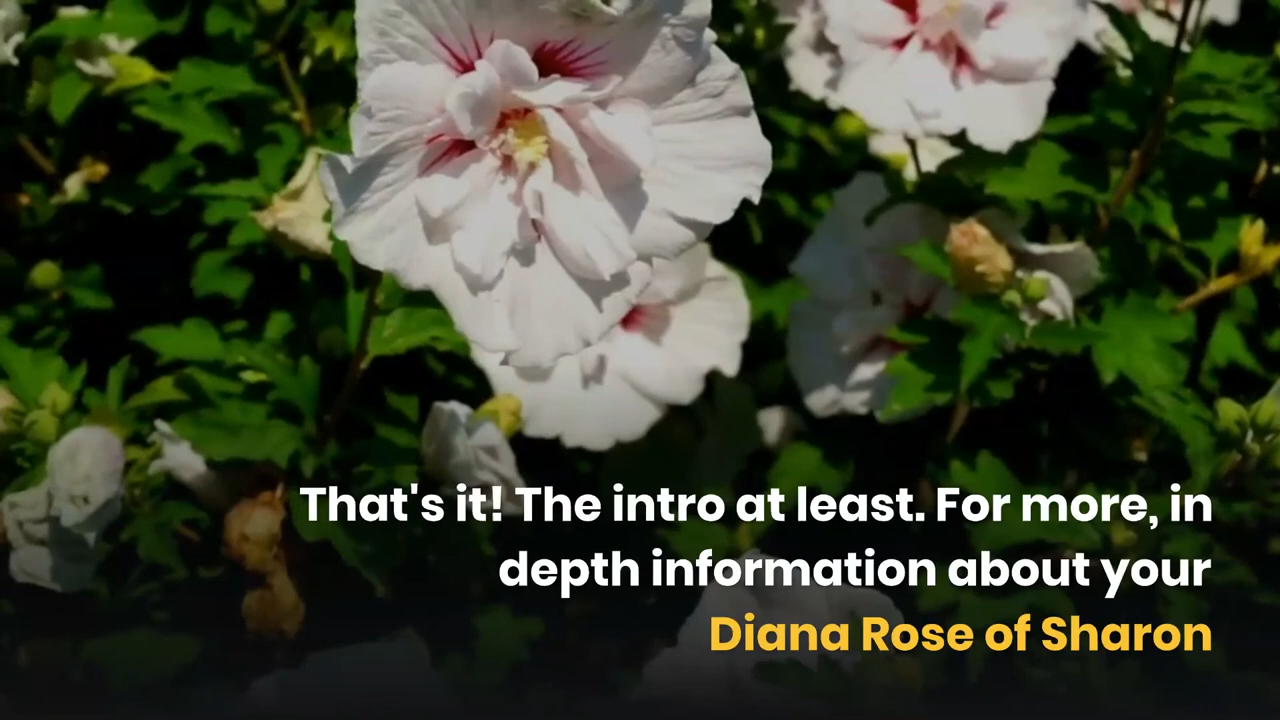 That's it! The intro at least. For more, in
depth information about your
Diana Rose of Sharon